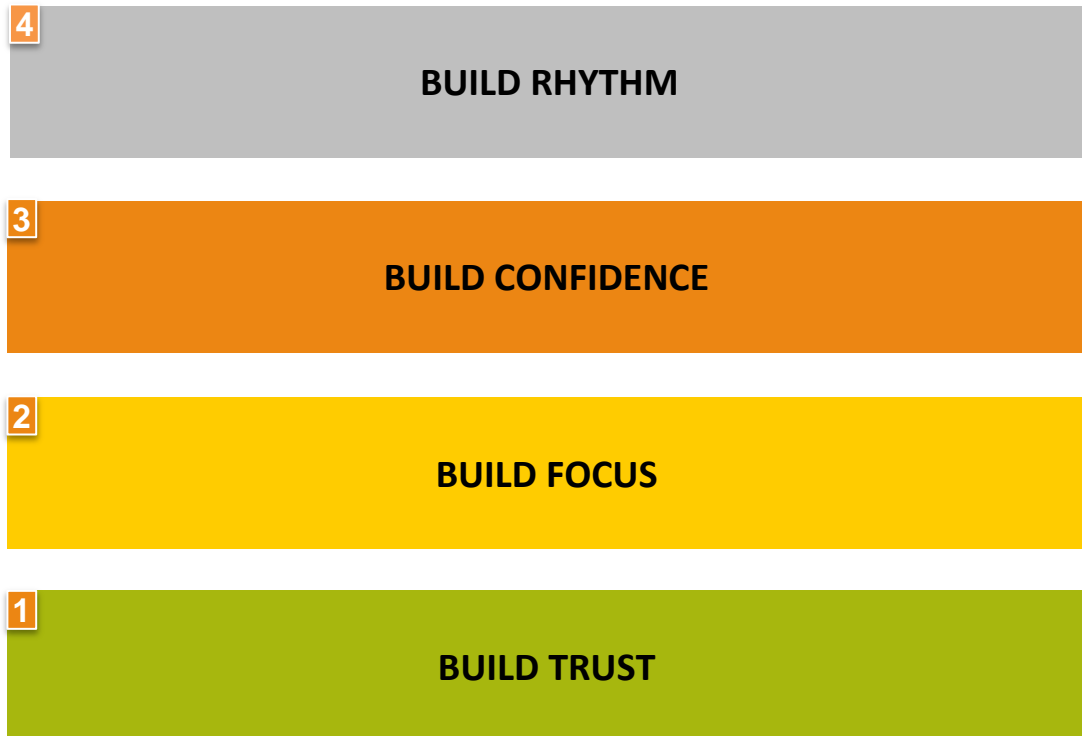 4
BUILD RHYTHM
3
BUILD CONFIDENCE
2
BUILD FOCUS
1
BUILD TRUST